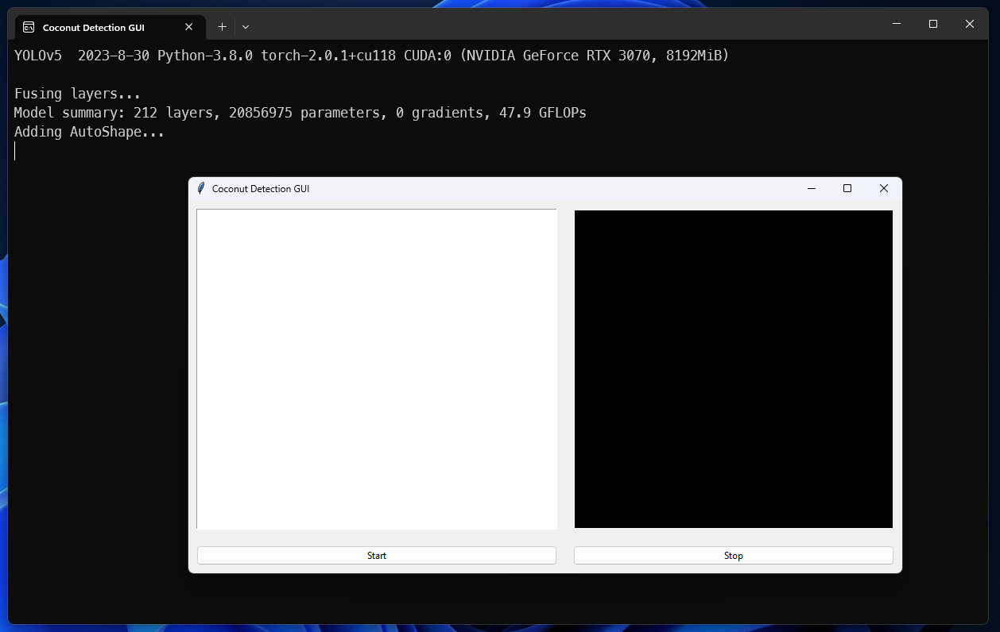 Coconut Detection GUI
YOLOv5  2023-8-30 Python-3.8.0 torch-2.0.1+cu118 CUDA:0 (NVIDIA GeForce RTX 3070, 8192MiB)
Fusing layers...
Model summary: 212 layers, 20856975 parameters, 0 gradients, 47.9 GFLOPs
Adding AutoShape...
Coconut Detection GUI
Start
Stop